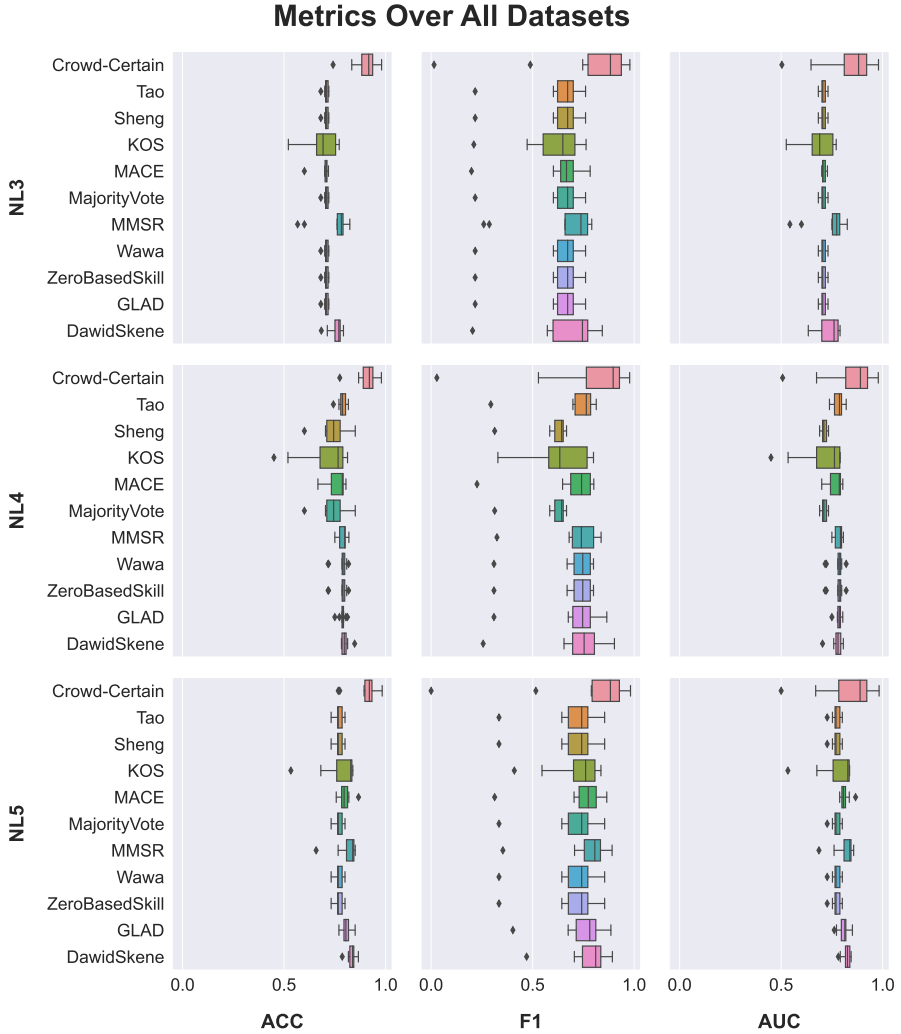 Metrics Over All Datasets
NL3
Crowd-Certain
Tao
Sheng
KOS
MACE
MajorityVote
MMSR
Wawa
ZeroBasedSkill
GLAD
DawidSkene
NL4
Crowd-Certain
Tao
Sheng
KOS
MACE
MajorityVote
MMSR
Wawa
ZeroBasedSkill
GLAD
DawidSkene
NL5
Crowd-Certain
Tao
Sheng
KOS
MACE
MajorityVote
MMSR
Wawa
ZeroBasedSkill
GLAD
DawidSkene
0.0 0.5 1.0 0.0 0.5 1.0 0.0 0.5 1.0
ACC F1 AUC